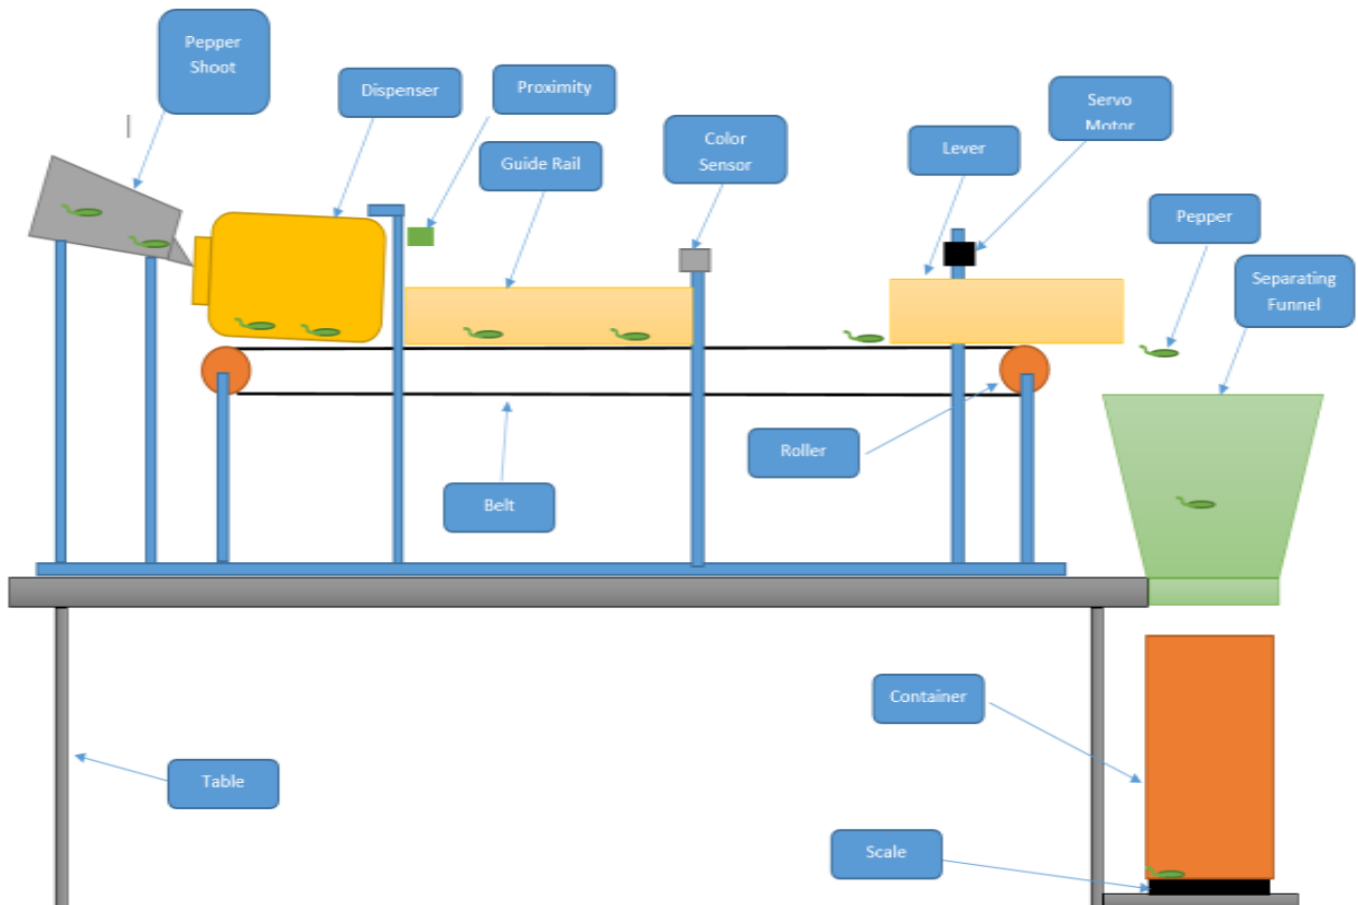 Pepper
Shoot
Dispenser
Proximity
Guide Rail
Color
Sensor
Lever
Servo
Motor
Pepper
Separating
Funnel
Roller
Belt
Container
Table
Scale